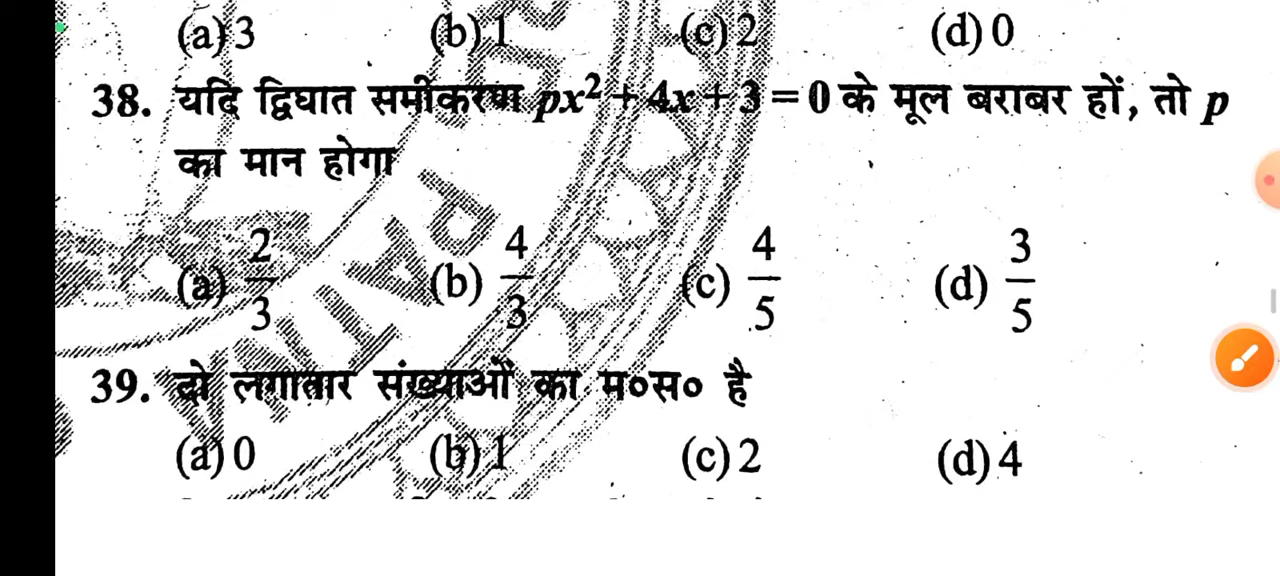 (a) 3 (b) 1 (c) 2 (d) 0
38. यदि द्विघात समीकरण px² + 4x + 3 = 0 के मूल बराबर हों, तो p
का मान होगा
(a) 2/3 (b) 4/3 (c) 4/5 (d) 3/5
39. दो लगातार संख्याओं का म०स० है
(a) 0 (b) 1 (c) 2 (d) 4